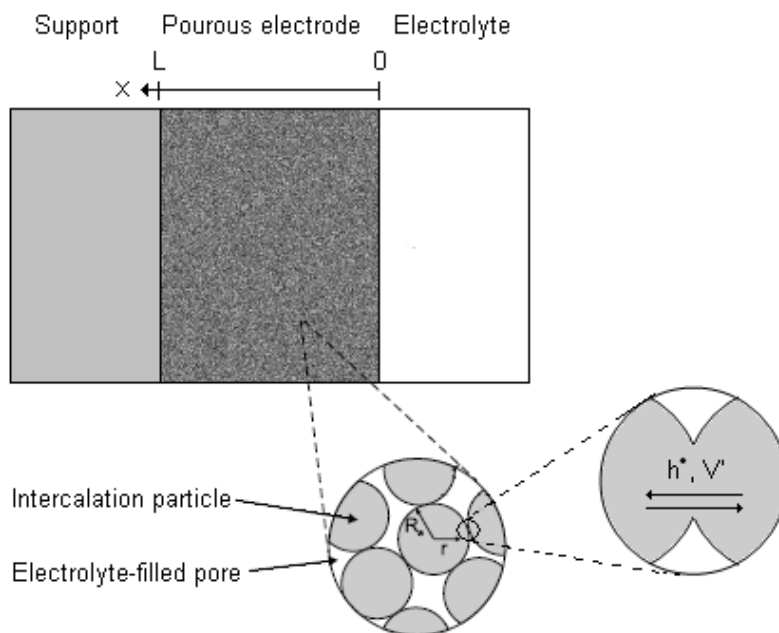 Support
Pourous electrode
Electrolyte
L
0
X
Intercalation particle
Electrolyte-filled pore
R
r